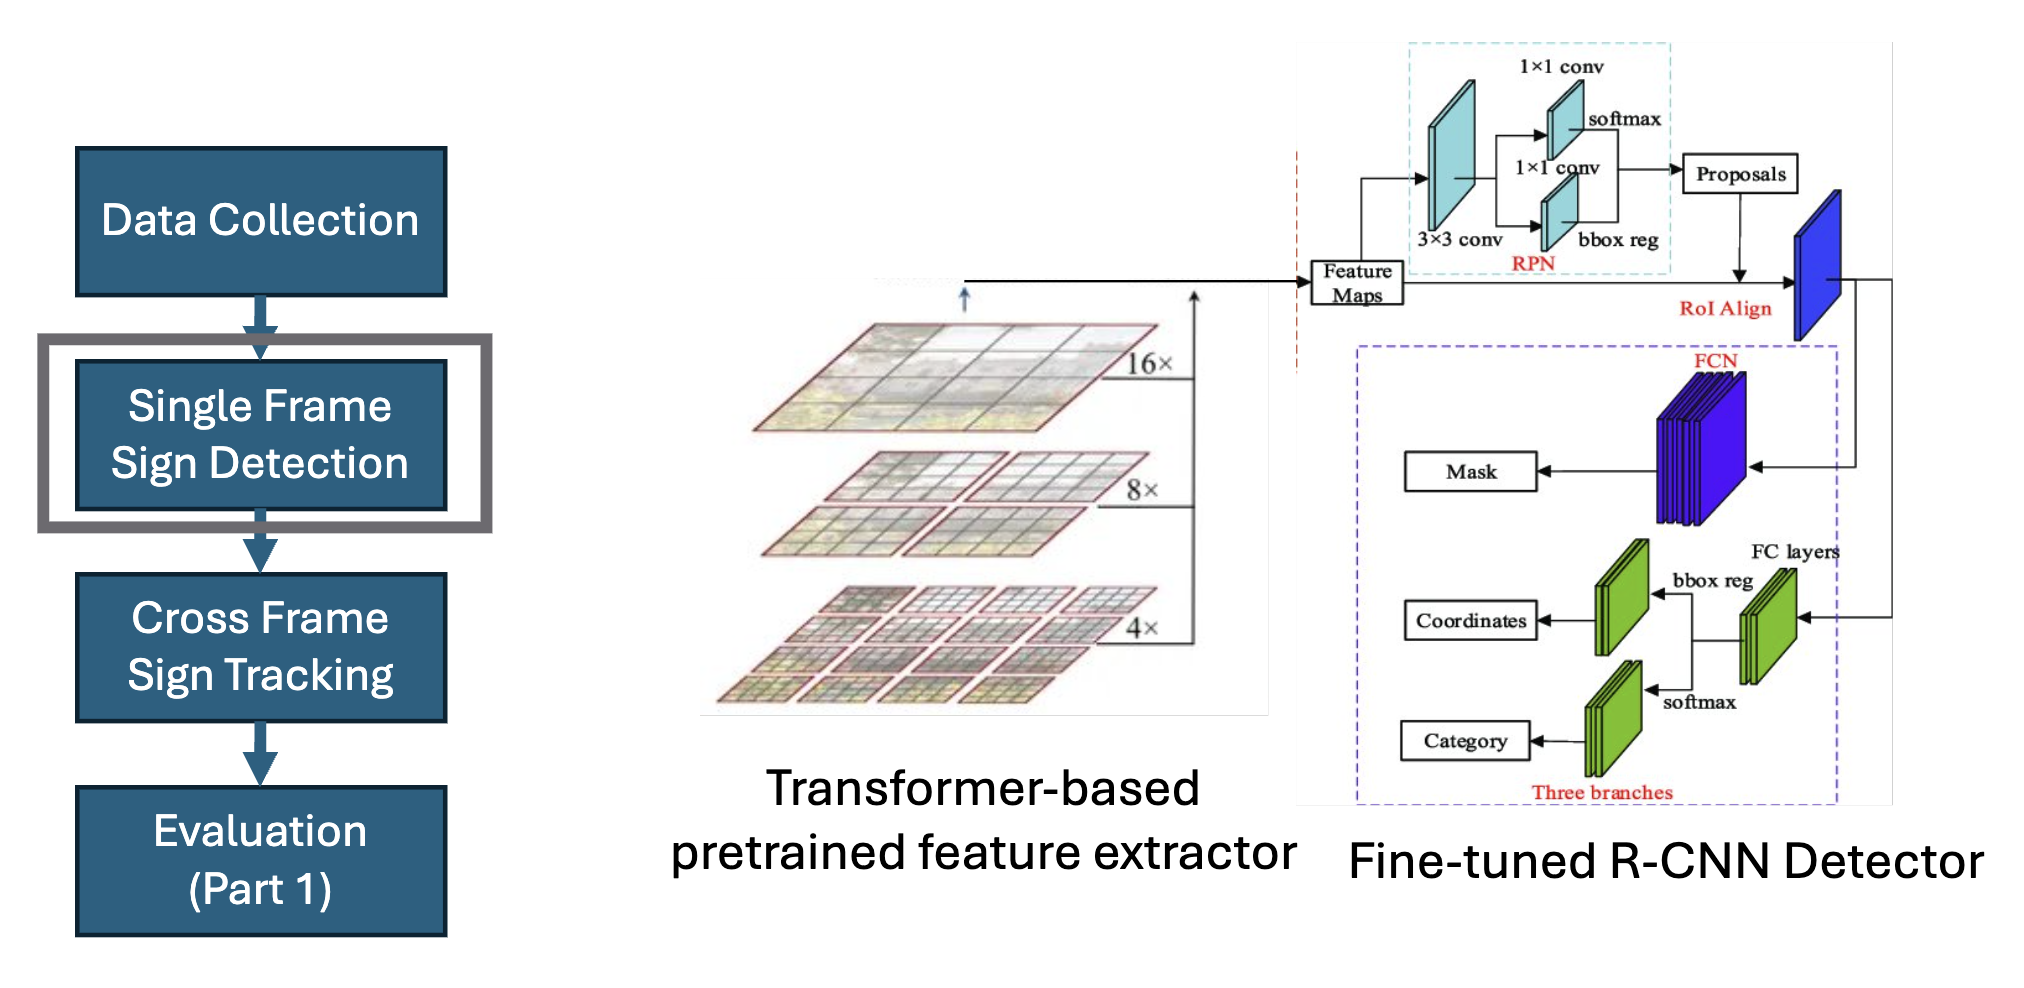 Data Collection
Single Frame
Sign Detection
Cross Frame
Sign Tracking
Evaluation
(Part 1)
16×
8×
4×
Transformer-based
pretrained feature extractor
1×1 conv
softmax
1×1 conv
3×3 conv
bbox reg
RPN
Proposals
Feature
Maps
RoI Align
FCN
Mask
FC layers
bbox reg
Coordinates
softmax
Category
Three branches
Fine-tuned R-CNN Detector